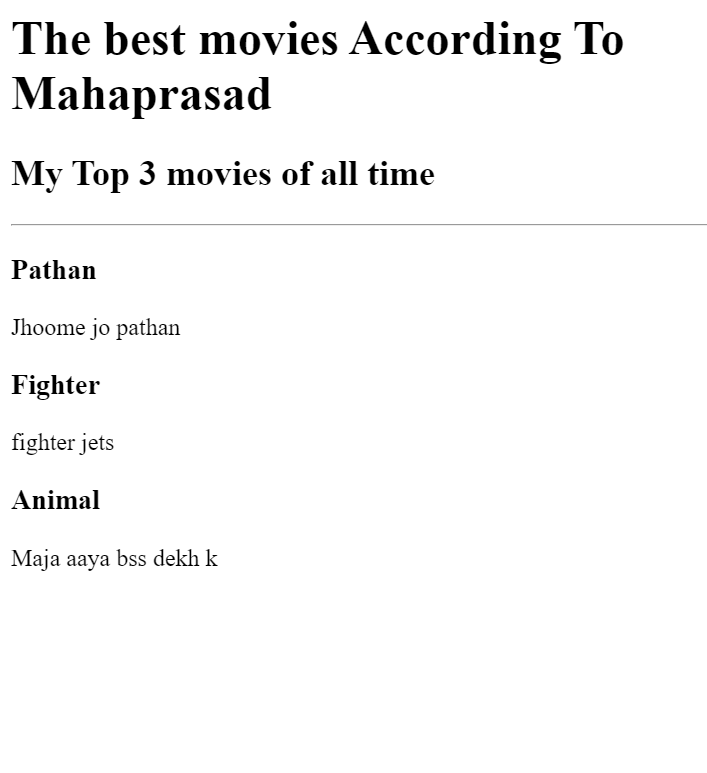 The best movies According To
Mahaprasad
My Top 3 movies of all time
Pathan
Jhoome jo pathan
Fighter
fighter jets
Animal
Maja aaya bss dekh k